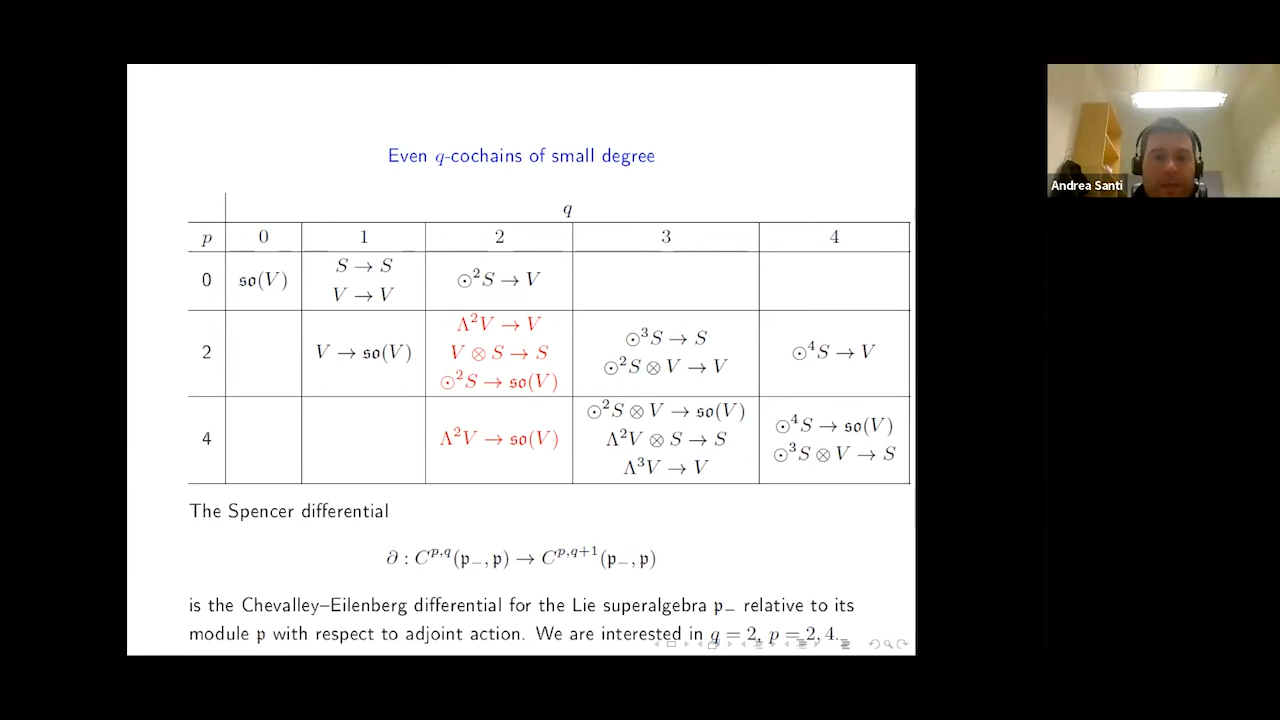 Even q-cochains of small degree
q
p 0 1 2 3 4
0 𝔰𝔬(V) S → S V → V ⊙²S → V
2 V → 𝔰𝔬(V) Λ²V → V V ⊗ S → S ⊙²S → 𝔰𝔬(V) ⊙³S → S ⊙²S ⊗ V → V ⊙⁴S → V
4 Λ²V → 𝔰𝔬(V) ⊙²S ⊗ V → 𝔰𝔬(V) Λ²V ⊗ S → S Λ³V → V ⊙⁴S → 𝔰𝔬(V) ⊙³S ⊗ V → S
The Spencer differential
∂ : C^{p,q}(𝔭₋, 𝔭) → C^{p,q+1}(𝔭₋, 𝔭)
is the Chevalley–Eilenberg differential for the Lie superalgebra 𝔭₋ relative to its
module 𝔭 with respect to adjoint action. We are interested in q = 2, p = 2, 4.
Andrea Santi